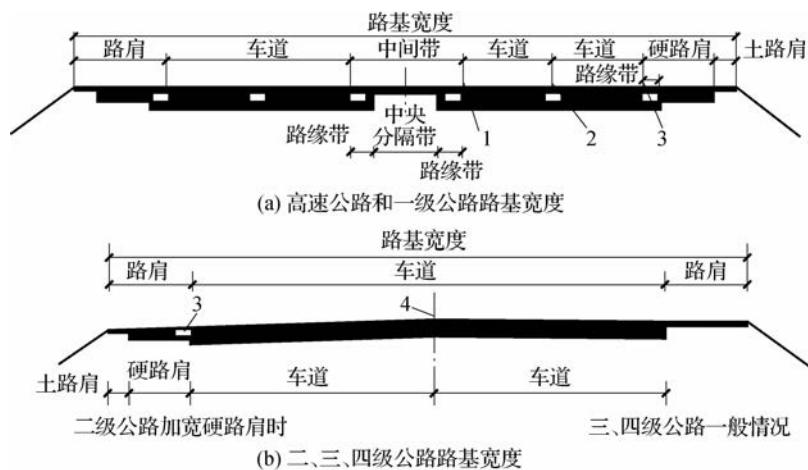 路基宽度
路肩 车道 中间带 车道 车道 硬路肩 土路肩
路缘带
中央
分隔带
路缘带
路缘带
1 2 3
(a) 高速公路和一级公路路基宽度
路基宽度
路肩 车道 路肩
3 4
土路肩 硬路肩 车道 车道
二级公路加宽硬路肩时 三、四级公路一般情况
(b) 二、三、四级公路路基宽度